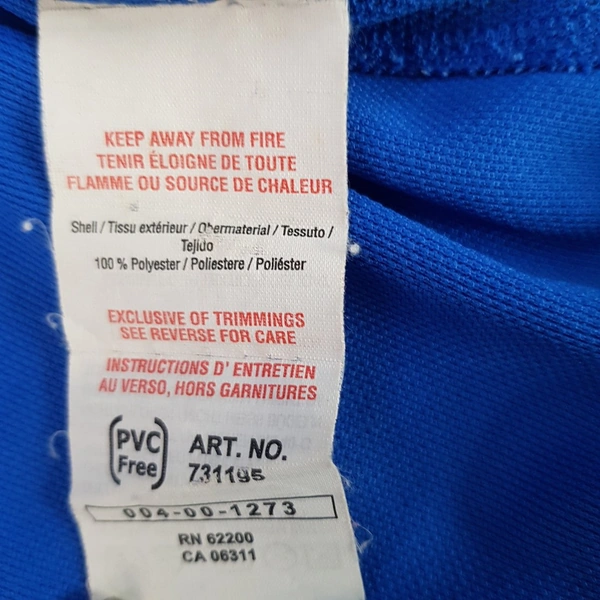 KEEP AWAY FROM FIRE
TENIR ÉLOIGNE DE TOUTE
FLAMME OU SOURCE DE CHALEUR
Shell / Tissu extérieur / Obermaterial / Tessuto /
Tejido
100 % Polyester / Poliestere / Poliéster
EXCLUSIVE OF TRIMMINGS
SEE REVERSE FOR CARE
INSTRUCTIONS D' ENTRETIEN
AU VERSO, HORS GARNITURES
PVC
Free
ART. NO.
731195
004-00-1273
RN 62200
CA 06311